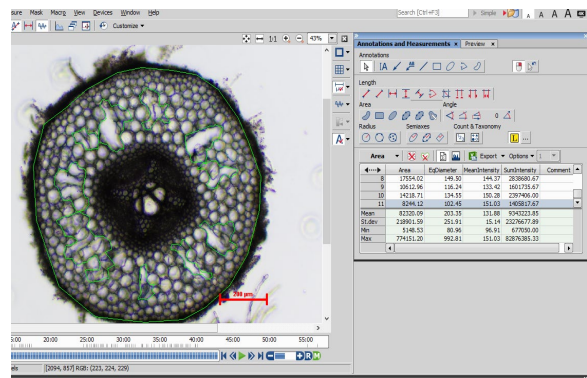 sure Mask Macro View Devices Window Help
Search [Ctrl+F3]
Simple
A A A A
Customize
1:1
43%
Annotations and Measurements × Preview ×
Annotations
Length
Area Angle
Radius Semiaxes Count & Taxonomy
Area
Export Options 1
Area EqDiameter MeanIntensity SumIntensity Comment
8 17554.02 149.50 144.37 2838680.67
9 10612.96 116.24 133.42 1601735.67
10 14218.71 134.55 150.28 2397406.00
11 8244.12 102.45 151.03 1405817.67
Mean 82320.09 203.35 131.88 9343223.85
St.dev 218901.59 251.91 15.14 23276677.89
Min 5148.53 80.96 96.91 677050.00
Max 774151.20 992.81 151.03 82876385.33
200 µm
5:00 20:00 25:00 30:00 35:00 40:00 45:00 50:00 55:00
R M
els [[2094, 857] RGB: (223, 224, 229)